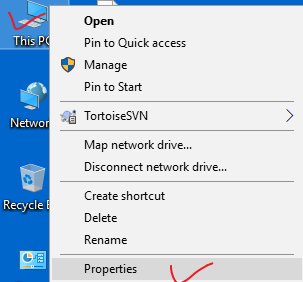 Open
This PC
Pin to Quick access
Manage
Pin to Start
TortoiseSVN
Network
Map network drive...
Disconnect network drive...
Create shortcut
Recycle B
Delete
Rename
Properties